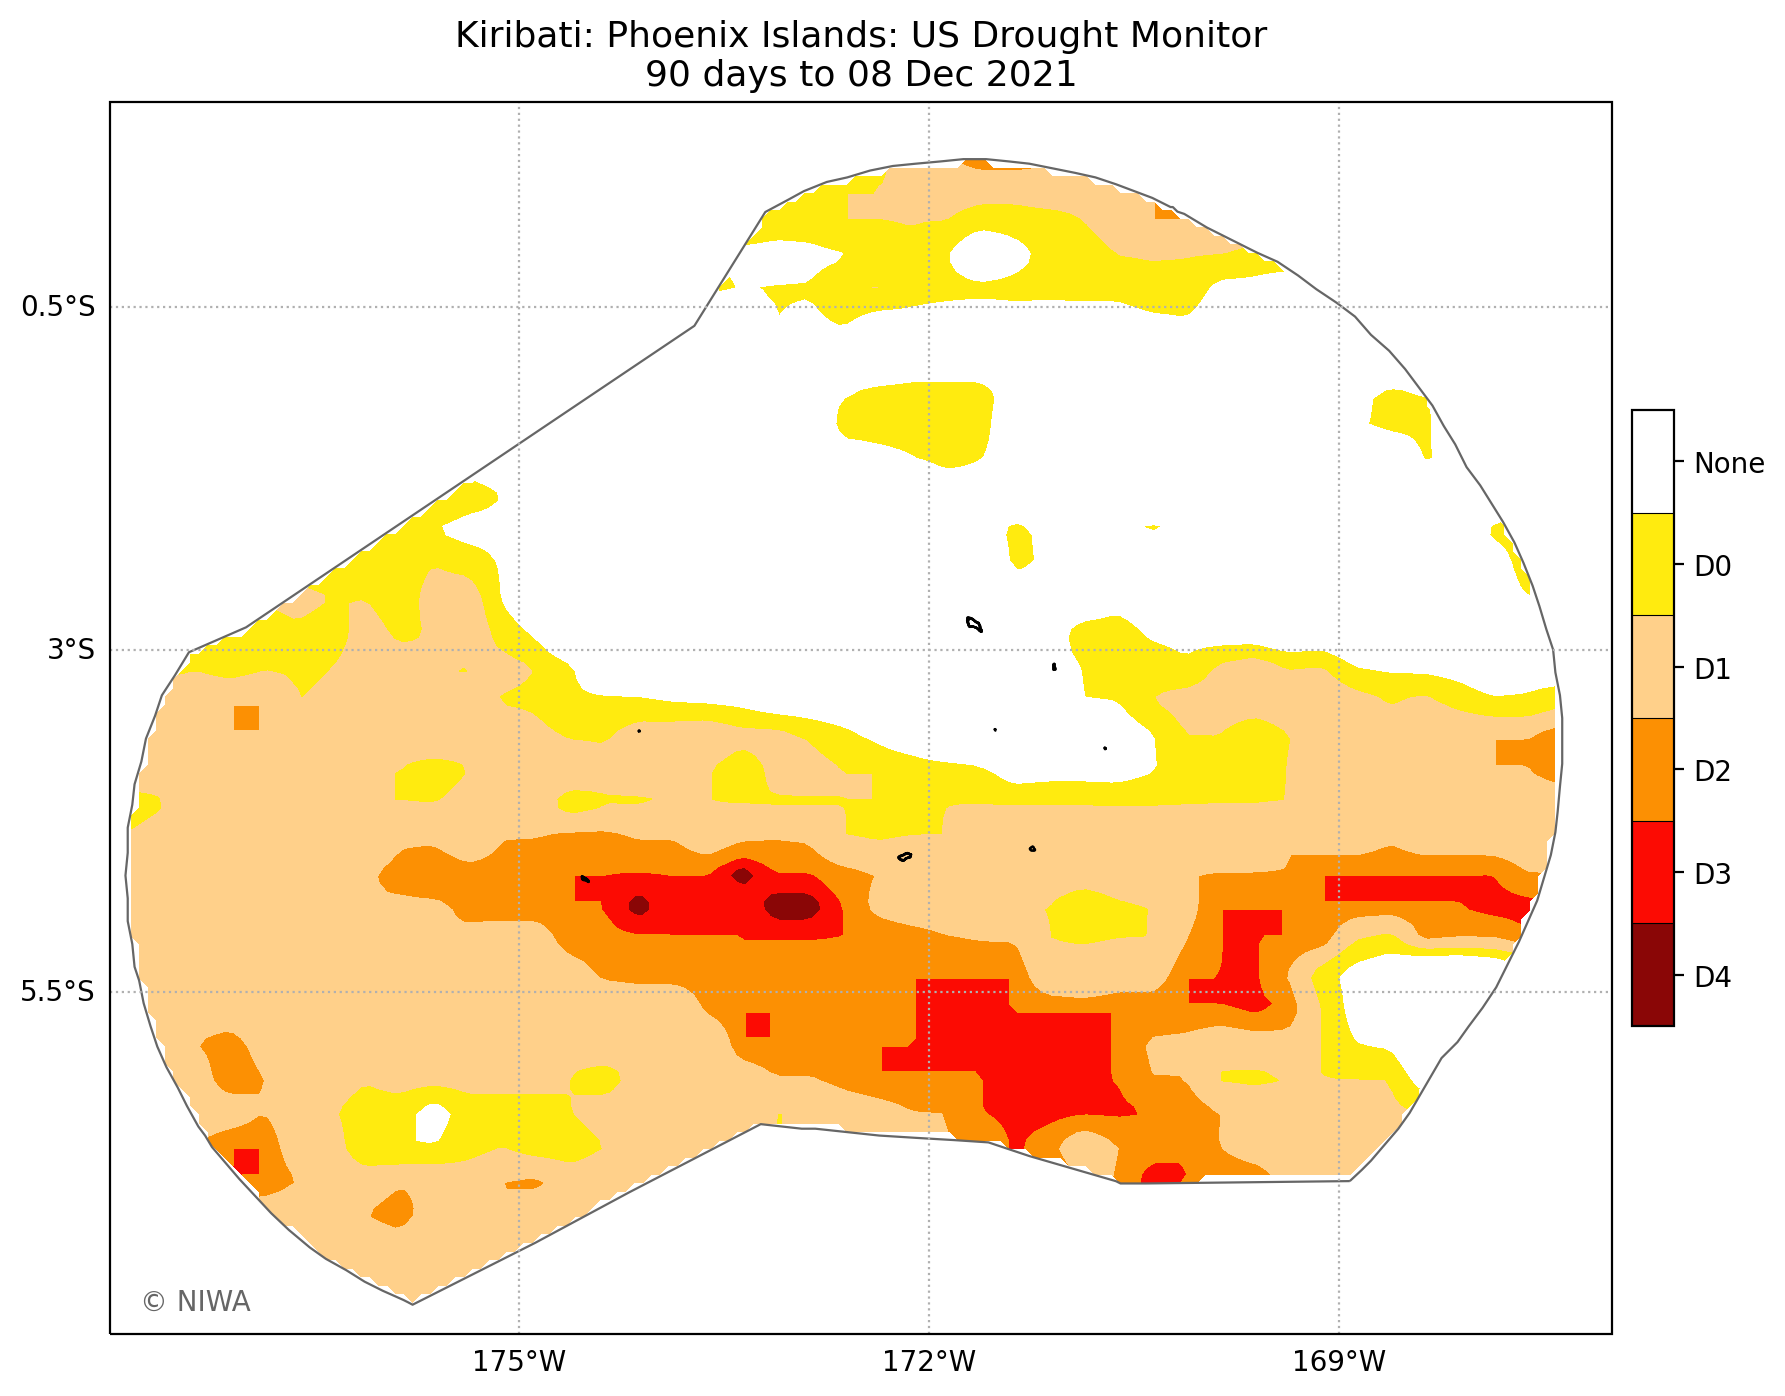 Kiribati: Phoenix Islands: US Drought Monitor
90 days to 08 Dec 2021
0.5°S
3°S
5.5°S
175°W
172°W
169°W
None
D0
D1
D2
D3
D4
© NIWA